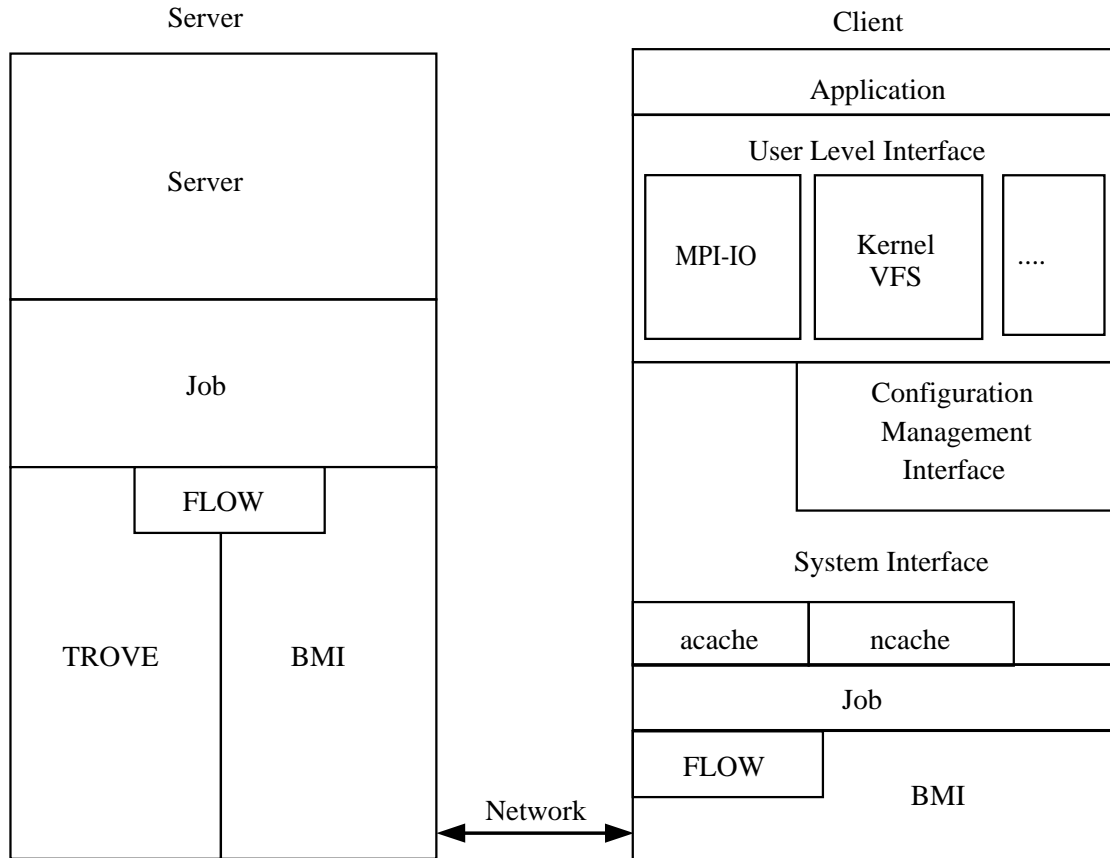 Server
Server
Job
FLOW
TROVE
BMI
Network
Client
Application
User Level Interface
MPI-IO
Kernel
VFS
....
Configuration
Management
Interface
System Interface
acache
ncache
Job
FLOW
BMI